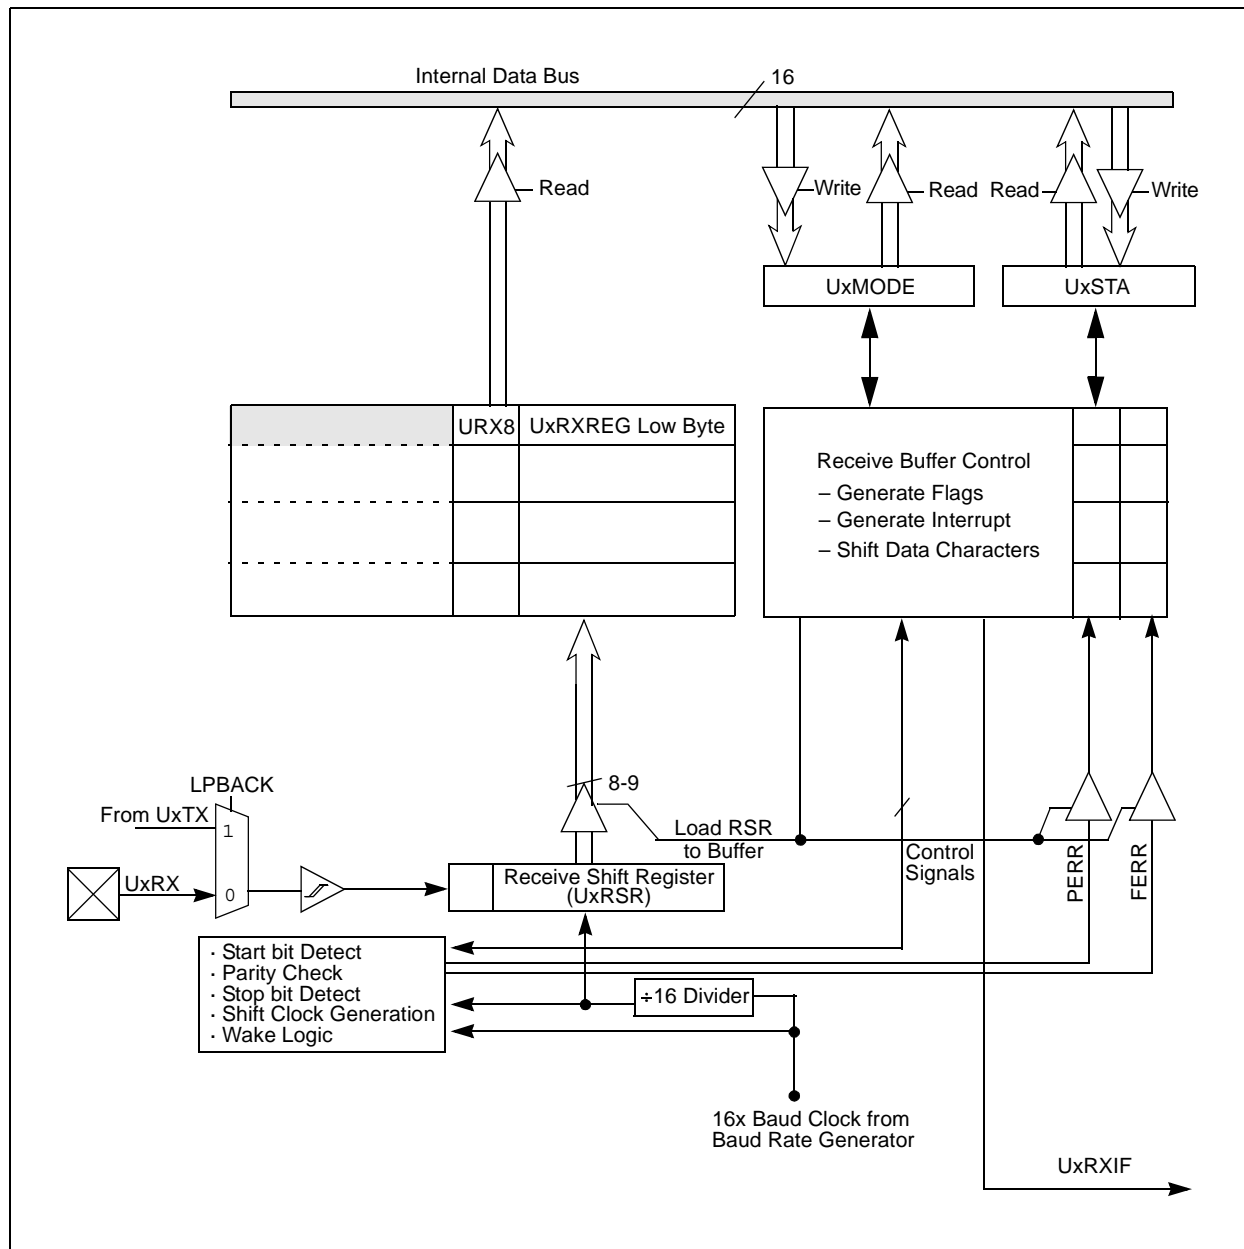 Internal Data Bus
16
Read
Write
Read
Read
Write
UxMODE
UxSTA
URX8
UxRXREG Low Byte
Receive Buffer Control
– Generate Flags
– Generate Interrupt
– Shift Data Characters
LPBACK
From UxTX
1
UxRX
0
8-9
Load RSR
to Buffer
Control
Signals
PERR
FERR
Receive Shift Register
(UxRSR)
· Start bit Detect
· Parity Check
· Stop bit Detect
· Shift Clock Generation
· Wake Logic
÷16 Divider
16x Baud Clock from
Baud Rate Generator
UxRXIF